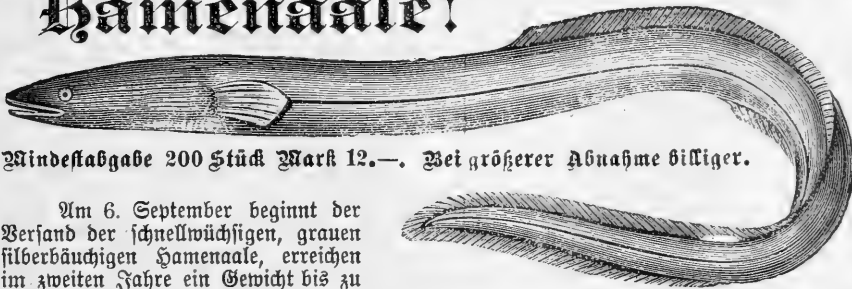 Hamenaale!
Mindestabgabe 200 Stück Mark 12.—. Bei größerer Abnahme billiger.
Am 6. September beginnt der
Versand der schnellwüchsigen, grauen
silberbäuchigen Hamenaale, erreichen
im zweiten Jahre ein Gewicht bis zu